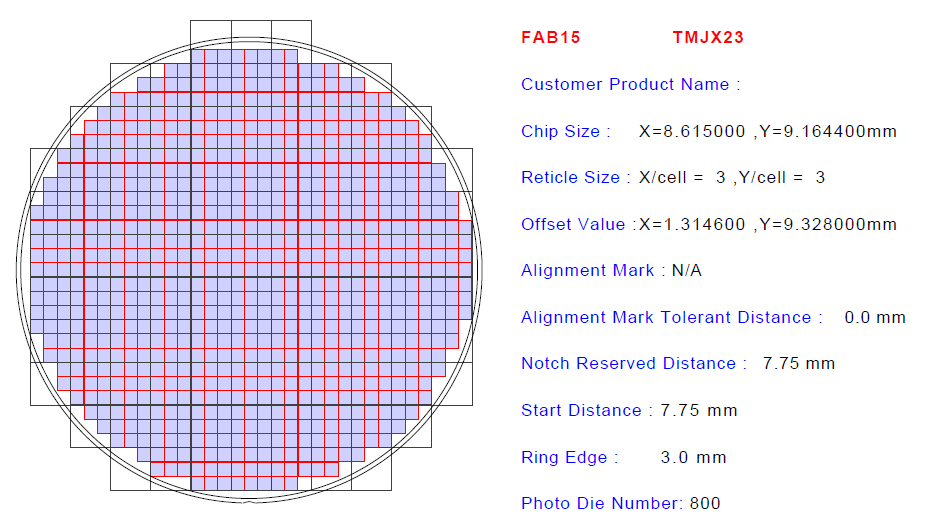 FAB15 TMJX23
Customer Product Name :
Chip Size : X=8.615000 ,Y=9.164400mm
Reticle Size : X/cell = 3 ,Y/cell = 3
Offset Value :X=1.314600 ,Y=9.328000mm
Alignment Mark : N/A
Alignment Mark Tolerant Distance : 0.0 mm
Notch Reserved Distance : 7.75 mm
Start Distance : 7.75 mm
Ring Edge : 3.0 mm
Photo Die Number: 800